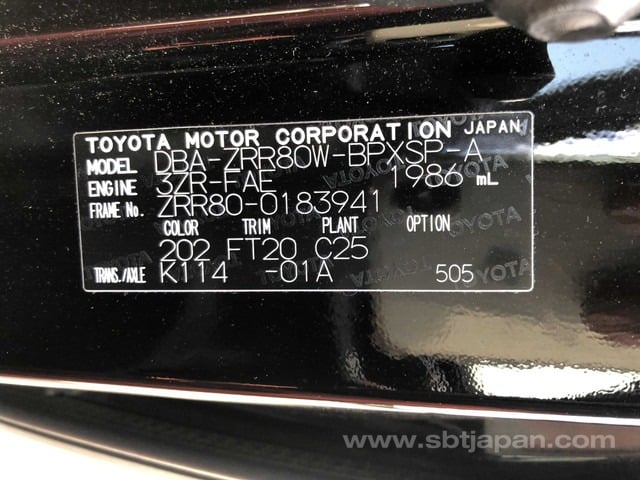 TOYOTA MOTOR CORPORATION JAPAN
MODEL DBA-ZRR80W-BPXSP-A
ENGINE 3ZR-FAE 1986 mL
FRAME No. ZRR80-0183941
COLOR TRIM PLANT OPTION
202 FT20 C25
TRANS./AXLE K114 -01A 505
www.sbtjapan.com